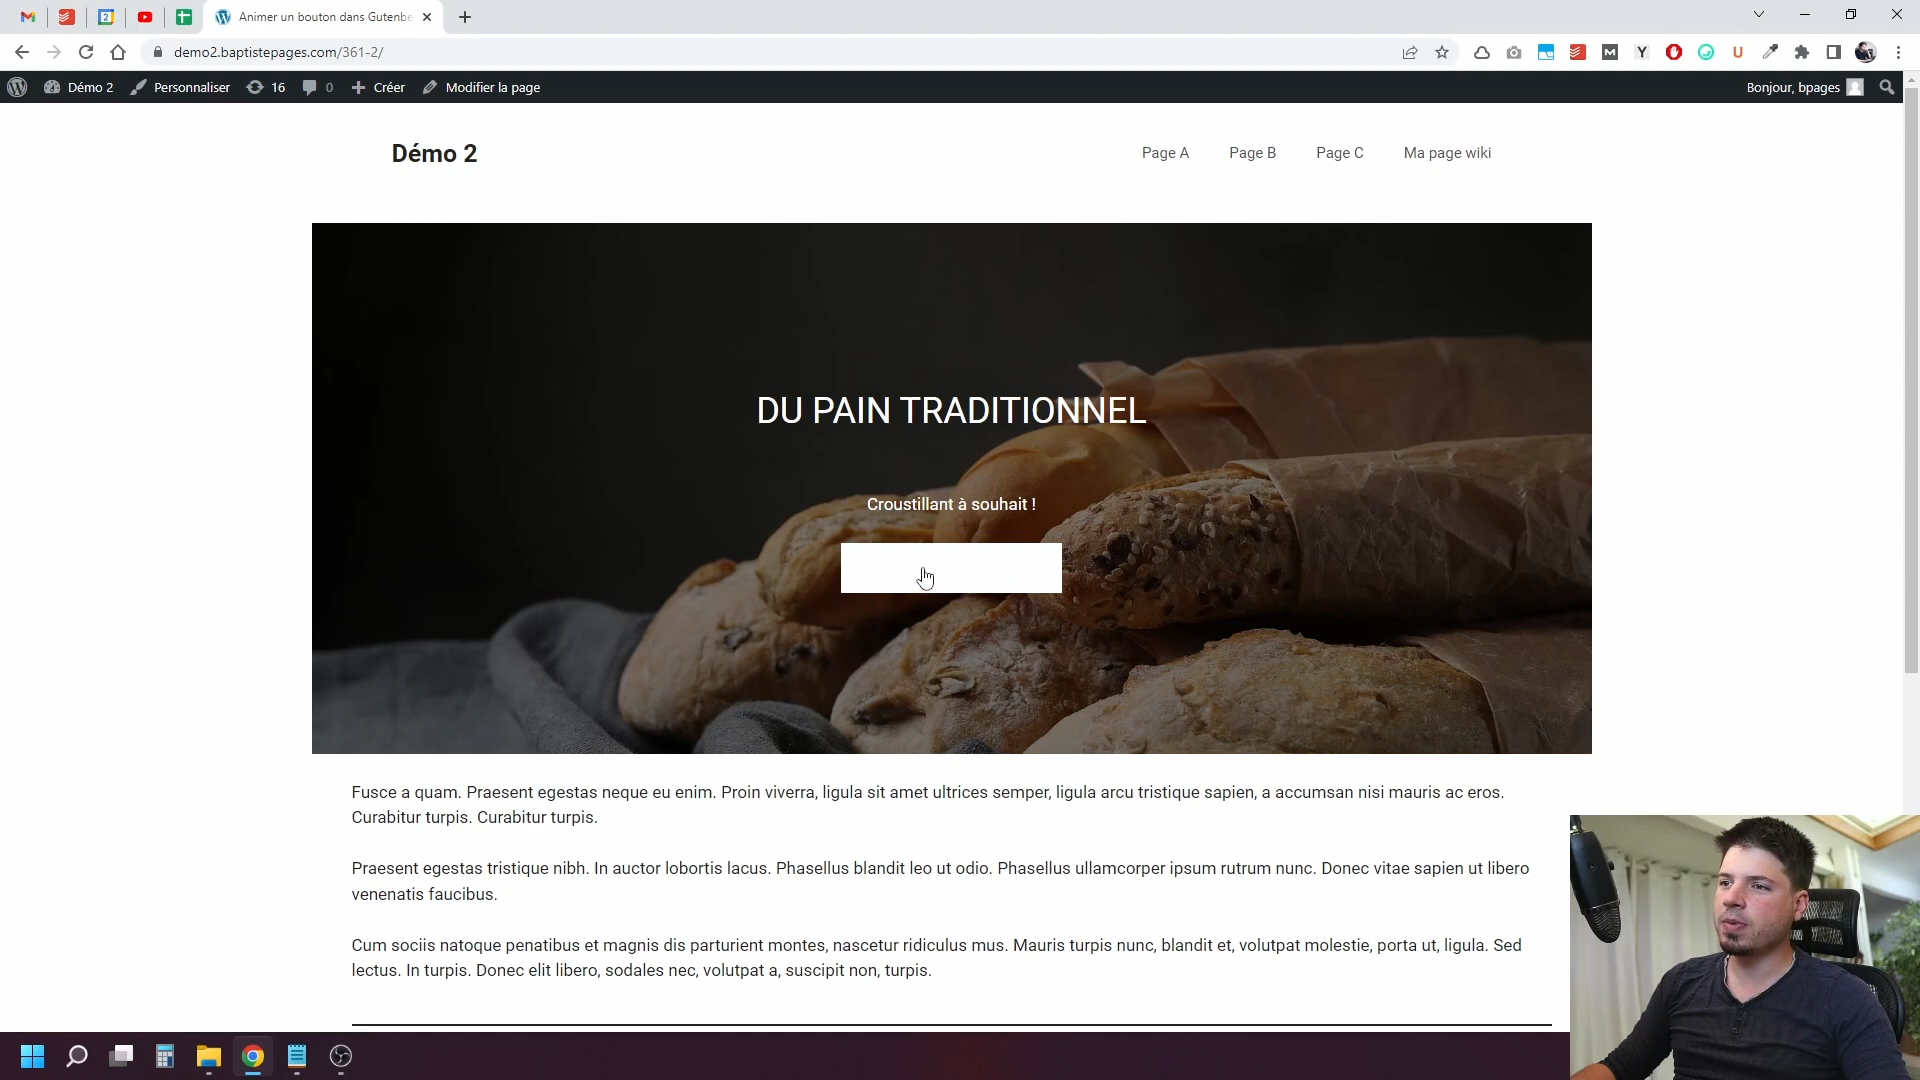 Animer un bouton dans Gutenbe
demo2.baptistepages.com/361-2/
Démo 2
Personnaliser
16
0
Créer
Modifier la page
Bonjour, bpages
Démo 2
Page A
Page B
Page C
Ma page wiki
DU PAIN TRADITIONNEL
Croustillant à souhait !
Fusce a quam. Praesent egestas neque eu enim. Proin viverra, ligula sit amet ultrices semper, ligula arcu tristique sapien, a accumsan nisi mauris ac eros.
Curabitur turpis. Curabitur turpis.
Praesent egestas tristique nibh. In auctor lobortis lacus. Phasellus blandit leo ut odio. Phasellus ullamcorper ipsum rutrum nunc. Donec vitae sapien ut libero
venenatis faucibus.
Cum sociis natoque penatibus et magnis dis parturient montes, nascetur ridiculus mus. Mauris turpis nunc, blandit et, volutpat molestie, porta ut, ligula. Sed
lectus. In turpis. Donec elit libero, sodales nec, volutpat a, suscipit non, turpis.